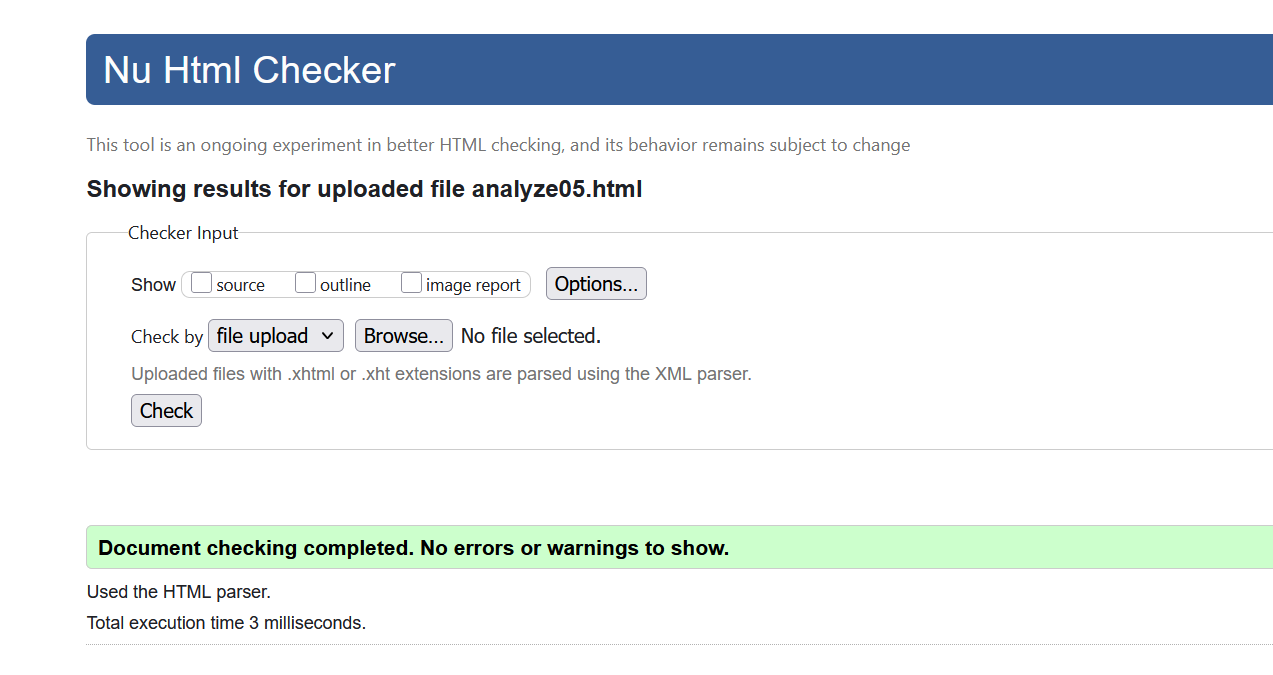 Nu Html Checker
This tool is an ongoing experiment in better HTML checking, and its behavior remains subject to change
Showing results for uploaded file analyze05.html
Checker Input
Show source outline image report Options...
Check by file upload Browse... No file selected.
Uploaded files with .xhtml or .xht extensions are parsed using the XML parser.
Check
Document checking completed. No errors or warnings to show.
Used the HTML parser.
Total execution time 3 milliseconds.